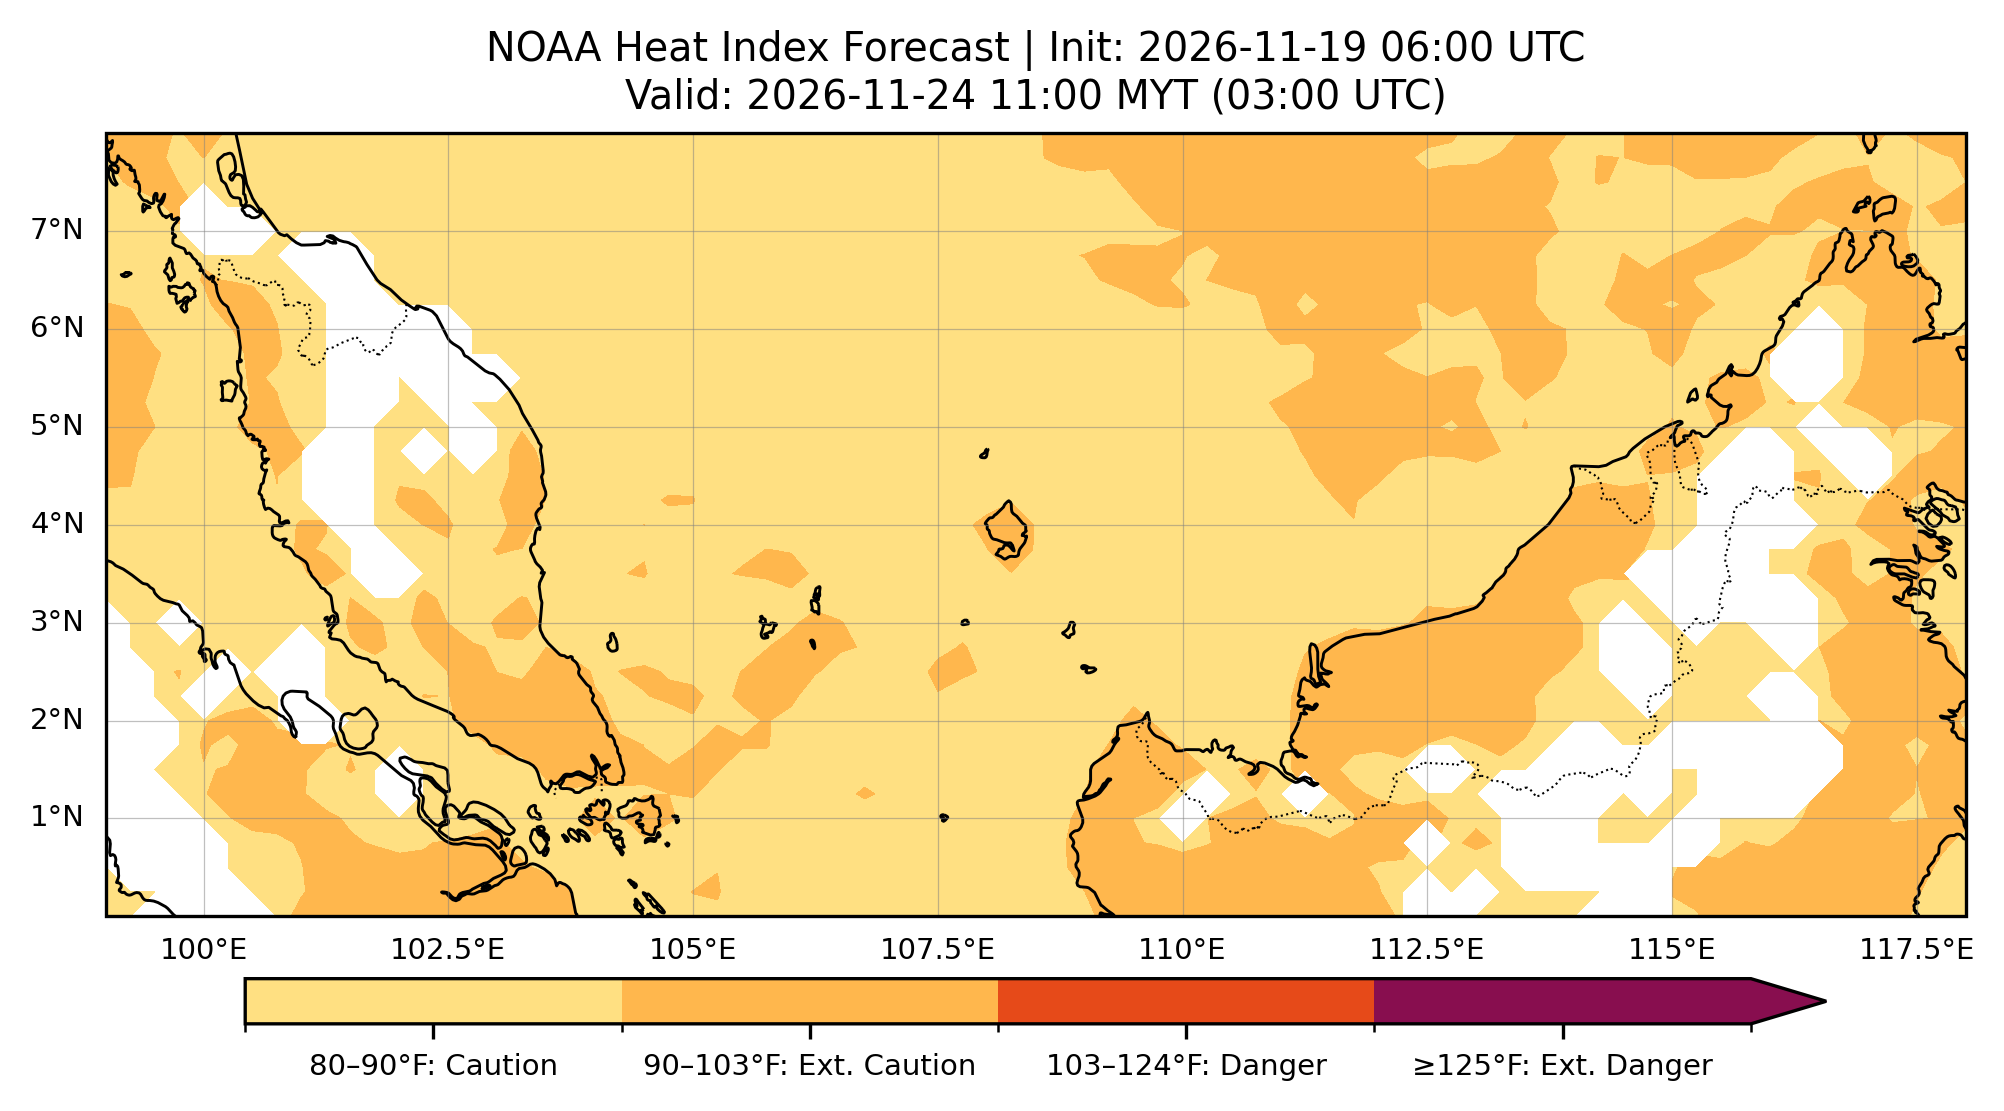 NOAA Heat Index Forecast | Init: 2026-11-19 06:00 UTC
Valid: 2026-11-24 11:00 MYT (03:00 UTC)
7°N
6°N
5°N
4°N
3°N
2°N
1°N
100°E 102.5°E 105°E 107.5°E 110°E 112.5°E 115°E 117.5°E
80–90°F: Caution 90–103°F: Ext. Caution 103–124°F: Danger ≥125°F: Ext. Danger